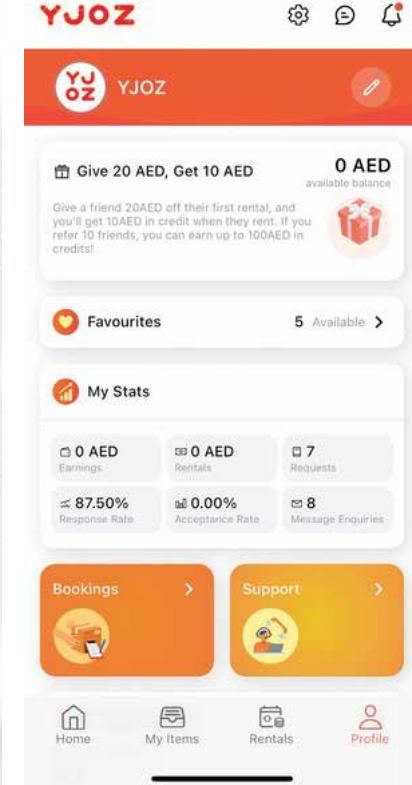 YJOZ
YJ
OZ
YJOZ
Give 20 AED, Get 10 AED
0 AED
available balance
Give a friend 20AED off their first rental, and
you'll get 10AED in credit when they rent. If you
refer 10 friends, you can earn up to 100AED in
credits!
Favourites
5 Available
My Stats
0 AED
Earnings
0 AED
Rentals
7
Requests
87.50%
Response Rate
0.00%
Acceptance Rate
8
Message Enquiries
Bookings
Support
Home
My Items
Rentals
Profile